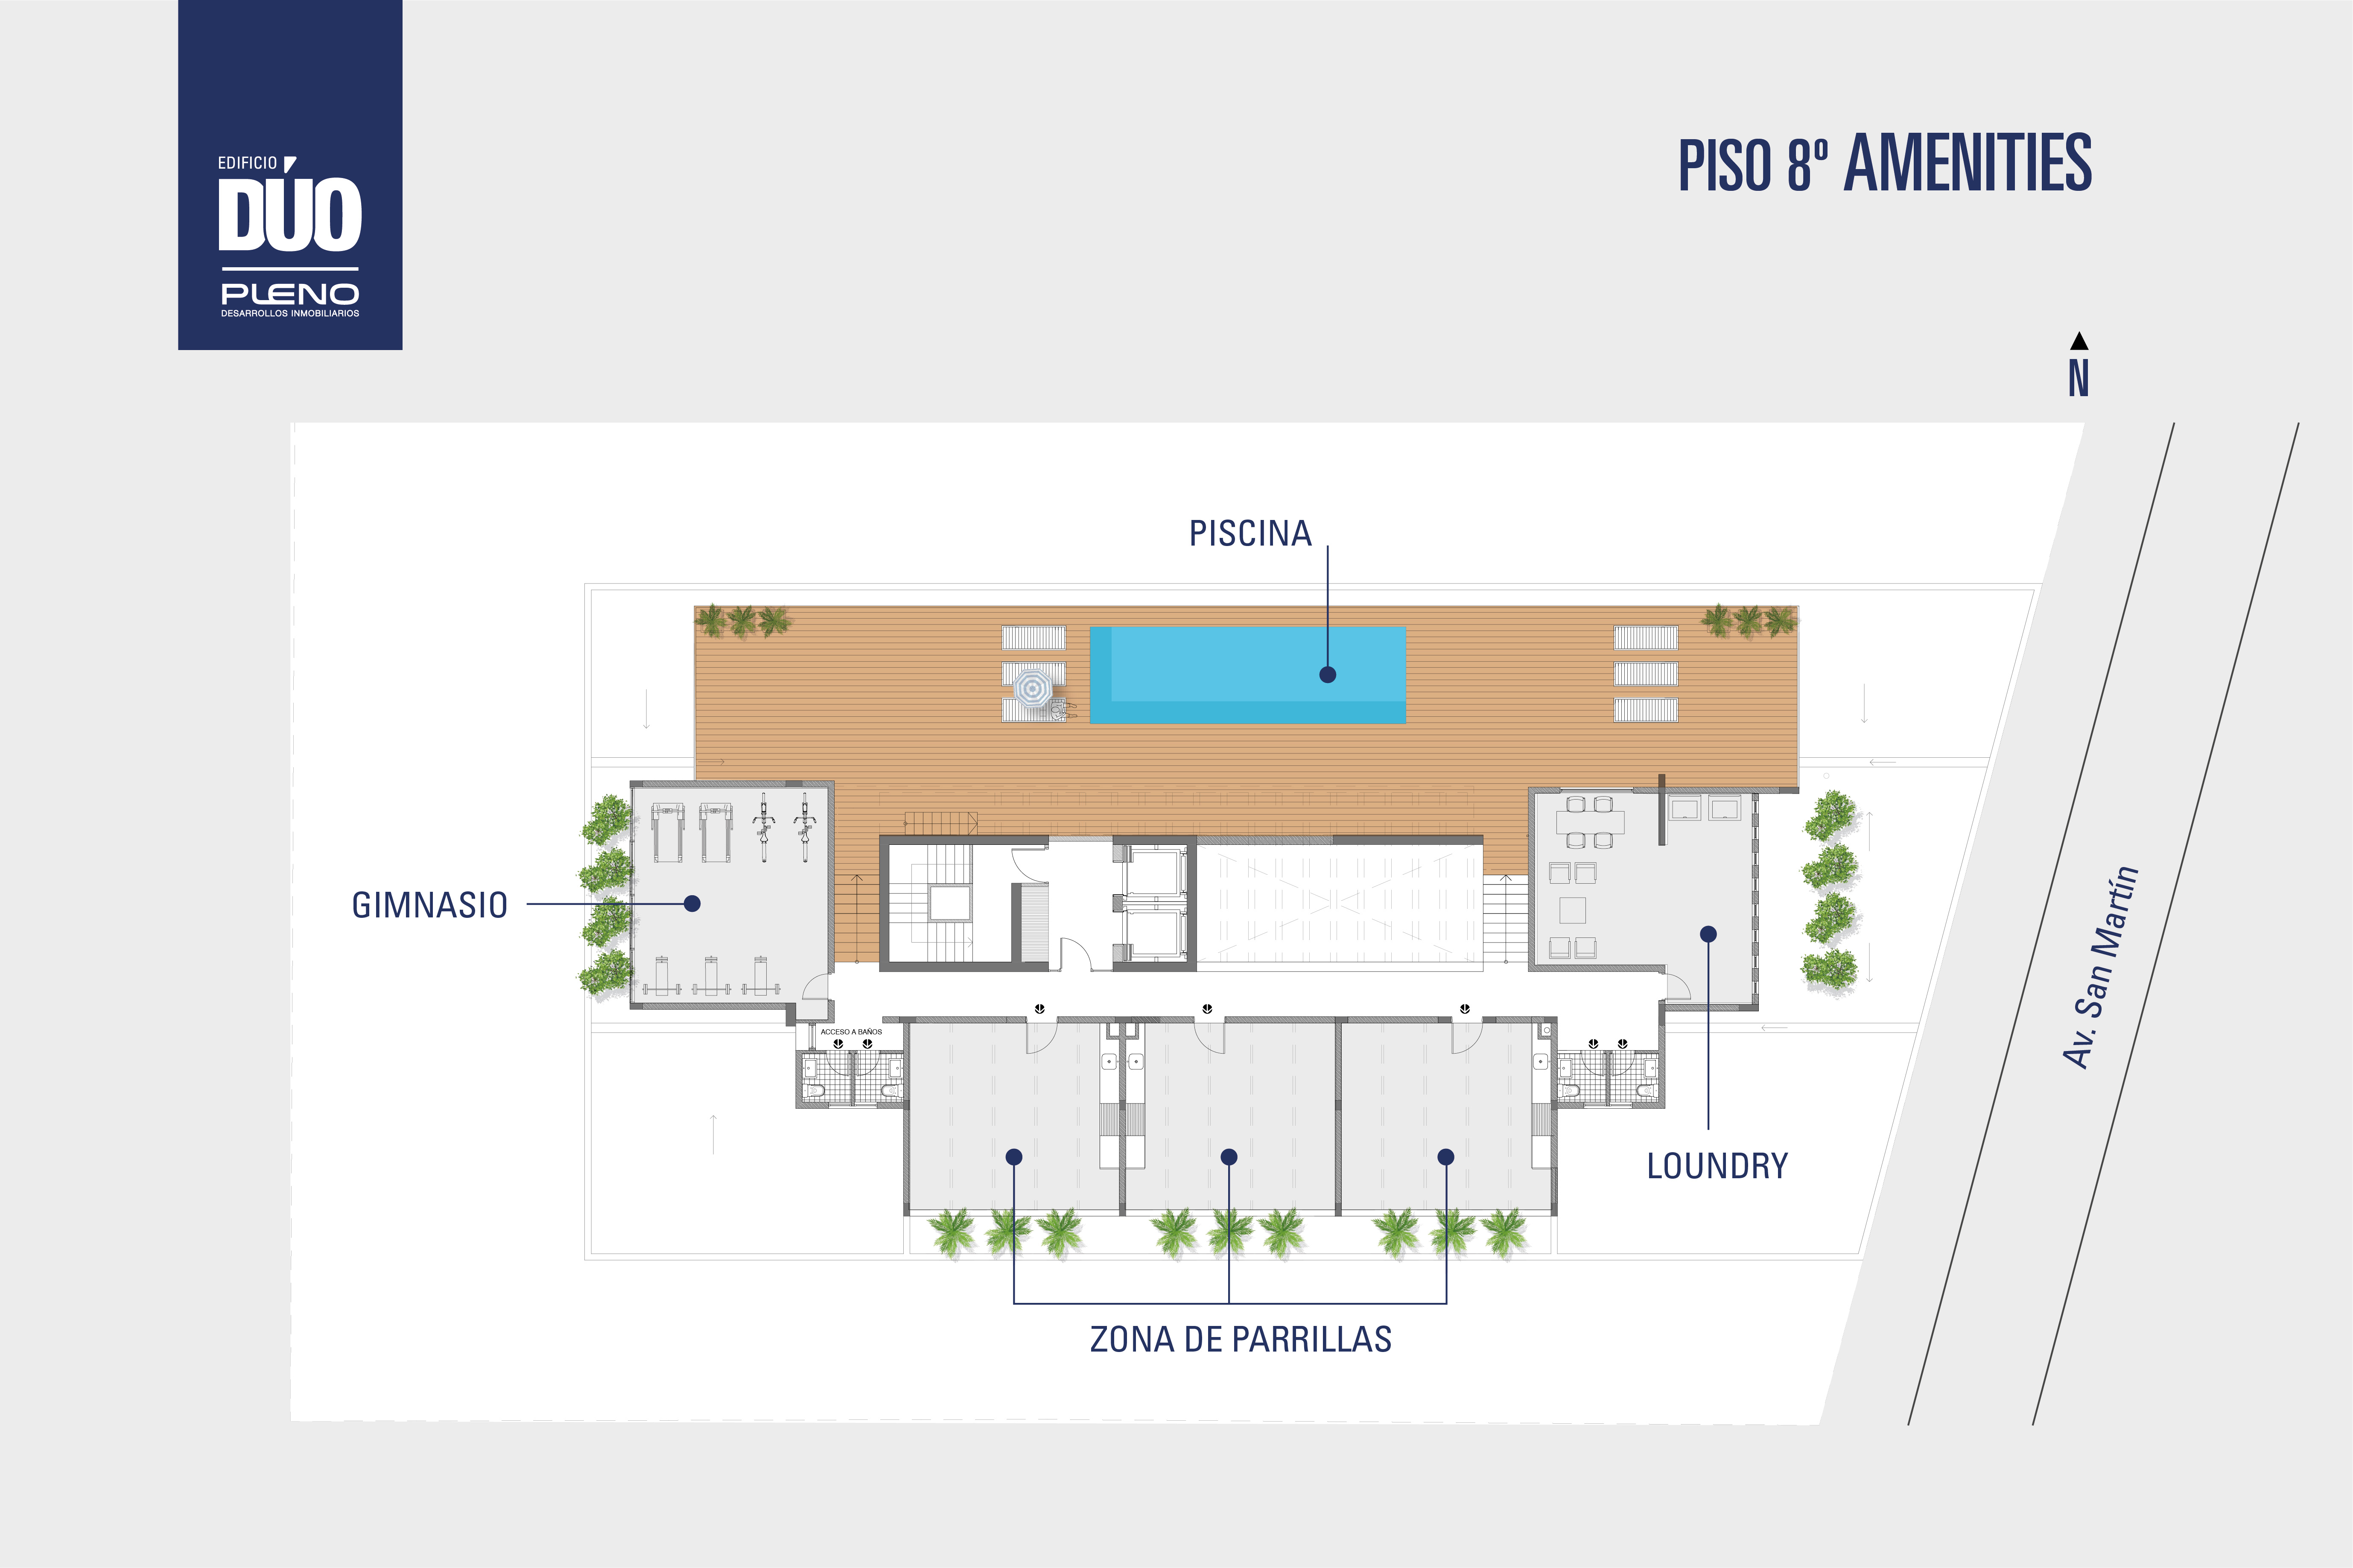 EDIFICIO
DÚO
PLENO
DESARROLLOS INMOBILIARIOS
PISO 8º AMENITIES
N
PISCINA
GIMNASIO
Av. San Martín
ACCESO A BAÑOS
LOUNDRY
ZONA DE PARRILLAS